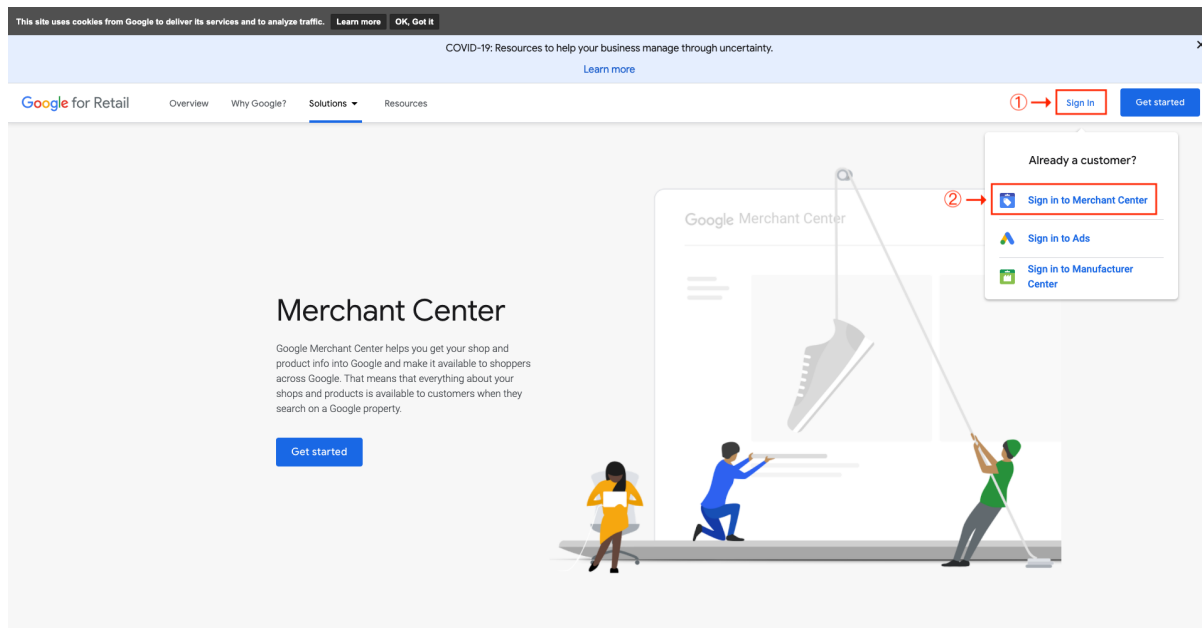 This site uses cookies from Google to deliver its services and to analyze traffic. Learn more OK, Got it
COVID-19: Resources to help your business manage through uncertainty.
Learn more
Google for Retail Overview Why Google? Solutions Resources ① Sign In Get started
Already a customer?
② Sign in to Merchant Center
Sign in to Ads
Sign in to Manufacturer
Center
Google Merchant Center
Merchant Center
Google Merchant Center helps you get your shop and
product info into Google and make it available to shoppers
across Google. That means that everything about your
shops and products is available to customers when they
search on a Google property.
Get started